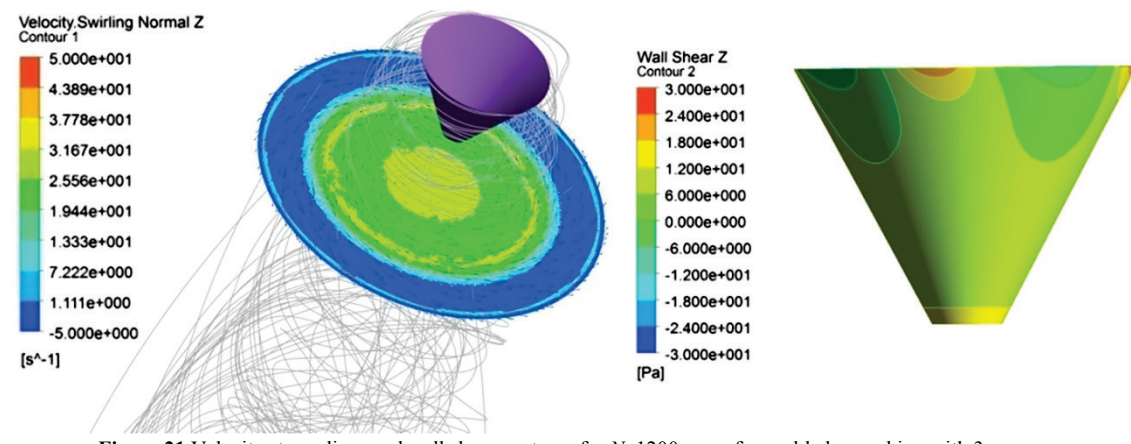 Velocity.Swirling Normal Z
Contour 1
5.000e+001
4.389e+001
3.778e+001
3.167e+001
2.556e+001
1.944e+001
1.333e+001
7.222e+000
1.111e+000
-5.000e+000
[s^-1]
Wall Shear Z
Contour 2
3.000e+001
2.400e+001
1.800e+001
1.200e+001
6.000e+000
0.000e+000
-6.000e+000
-1.200e+001
-1.800e+001
-2.400e+001
-3.000e+001
[Pa]